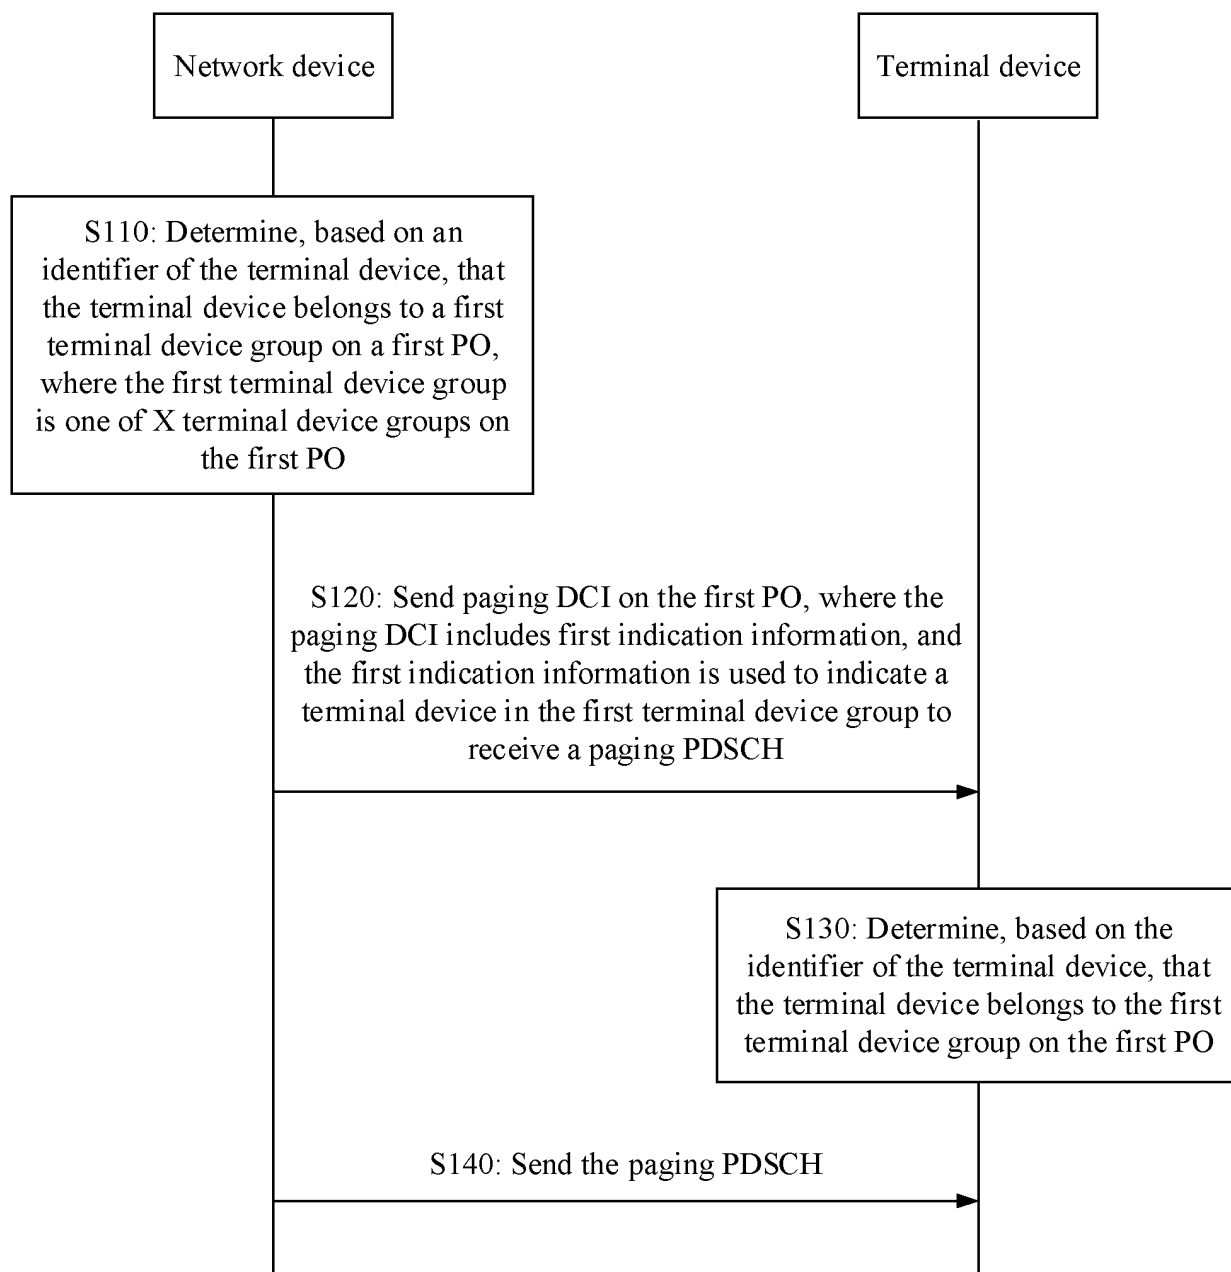 Network device
Terminal device
S110: Determine, based on an
identifier of the terminal device, that
the terminal device belongs to a first
terminal device group on a first PO,
where the first terminal device group
is one of X terminal device groups on
the first PO
S120: Send paging DCI on the first PO, where the
paging DCI includes first indication information, and
the first indication information is used to indicate a
terminal device in the first terminal device group to
receive a paging PDSCH
S130: Determine, based on the
identifier of the terminal device, that
the terminal device belongs to the first
terminal device group on the first PO
S140: Send the paging PDSCH